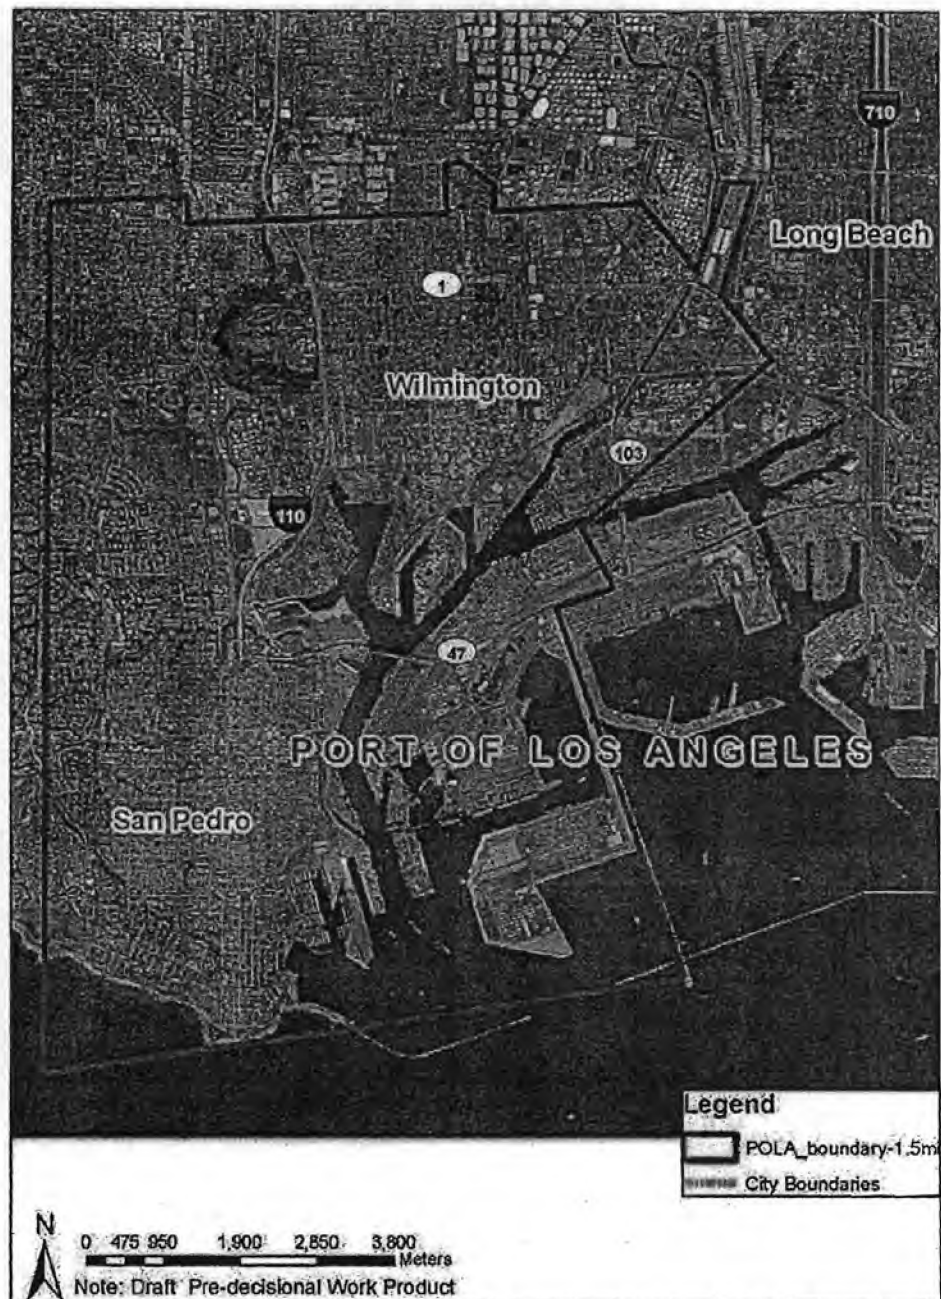 710
Long Beach
1
Wilmington
103
110
47
PORT OF LOS ANGELES
San Pedro
Legend
POLA_boundary-1.5mi
City Boundaries
N
0 475 950 1,900 2,850 3,800
Meters
Note: Draft Pre-decisional Work Product